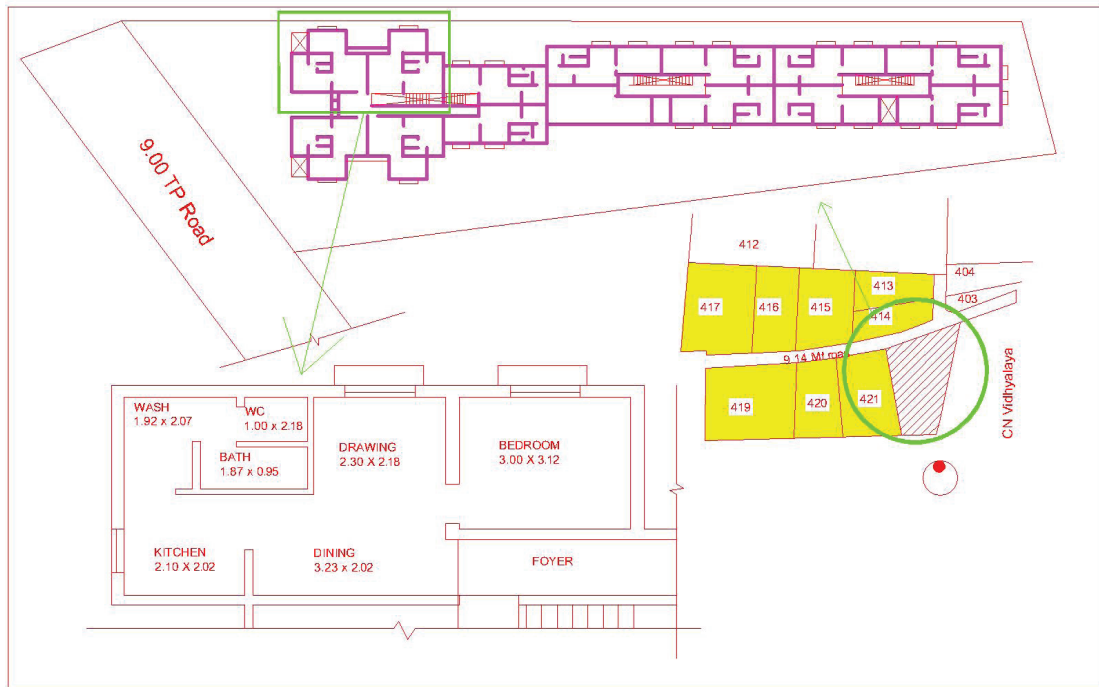 9.00 TP Road
412
404
403
413
417
416
415
414
9.14 Mt road
419
420
421
CN Vidhyalaya
WASH
1.92 x 2.07
WC
1.00 x 2.18
BATH
1.87 x 0.95
DRAWING
2.30 X 2.18
BEDROOM
3.00 X 3.12
KITCHEN
2.10 X 2.02
DINING
3.23 x 2.02
FOYER